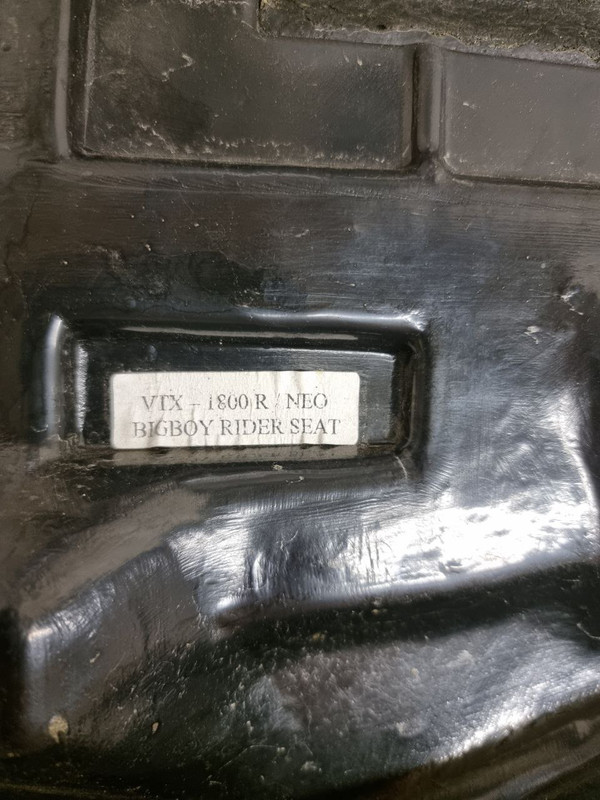 VTX - 1800 R / NEO
BIGBOY RIDER SEAT